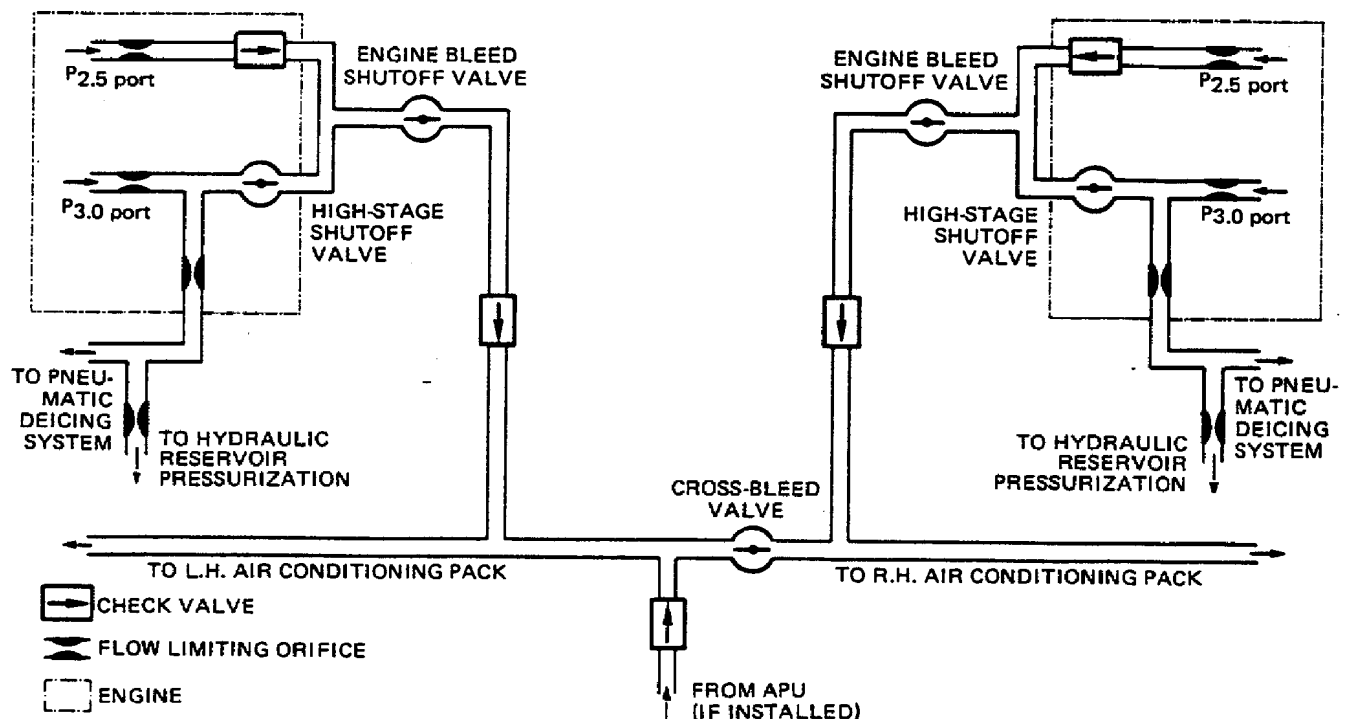 P2.5 port
ENGINE BLEED
SHUTOFF VALVE
P3.0 port
HIGH-STAGE
SHUTOFF
VALVE
TO PNEU-
MATIC
DEICING
SYSTEM
TO HYDRAULIC
RESERVOIR
PRESSURIZATION
ENGINE BLEED
SHUTOFF VALVE
P2.5 port
HIGH-STAGE
SHUTOFF
VALVE
P3.0 port
TO HYDRAULIC
RESERVOIR
PRESSURIZATION
TO PNEU-
MATIC
DEICING
SYSTEM
CROSS-BLEED
VALVE
TO L.H. AIR CONDITIONING PACK
TO R.H. AIR CONDITIONING PACK
CHECK VALVE
FLOW LIMITING ORIFICE
ENGINE
FROM APU
(IF INSTALLED)